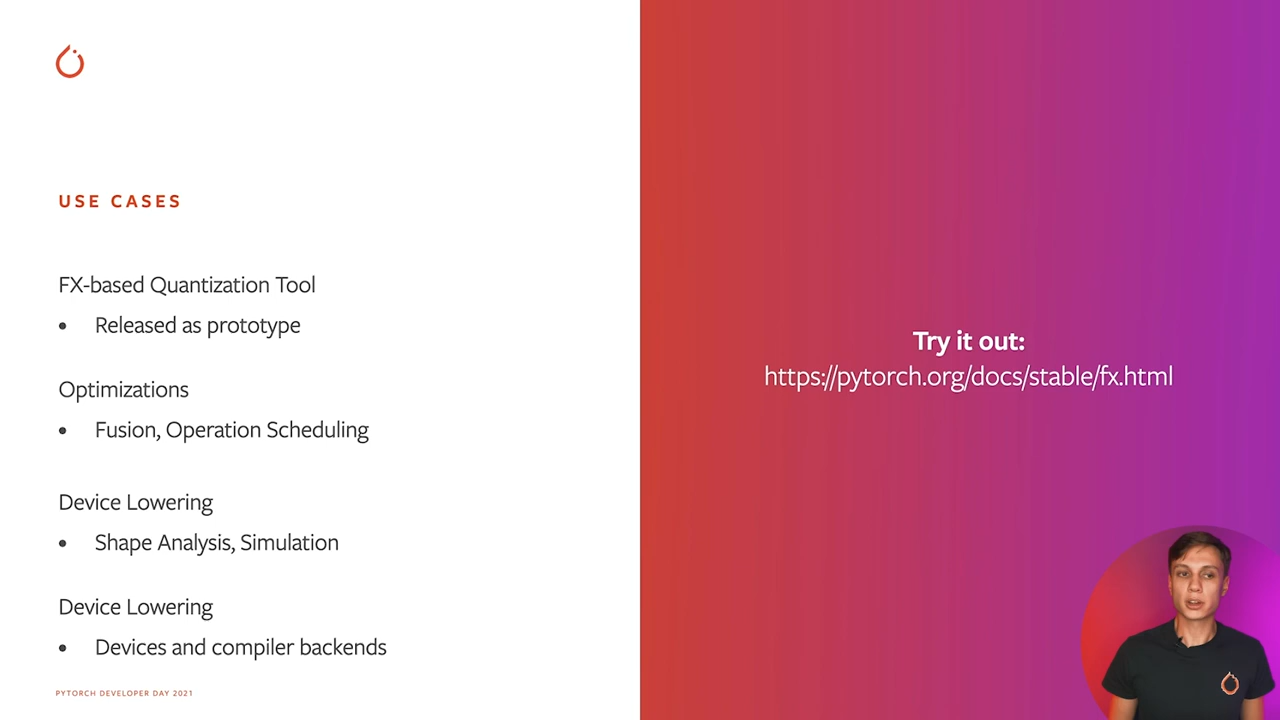 USE CASES
FX-based Quantization Tool
• Released as prototype
Optimizations
• Fusion, Operation Scheduling
Device Lowering
• Shape Analysis, Simulation
Device Lowering
• Devices and compiler backends
PYTORCH DEVELOPER DAY 2021
Try it out:
https://pytorch.org/docs/stable/fx.html